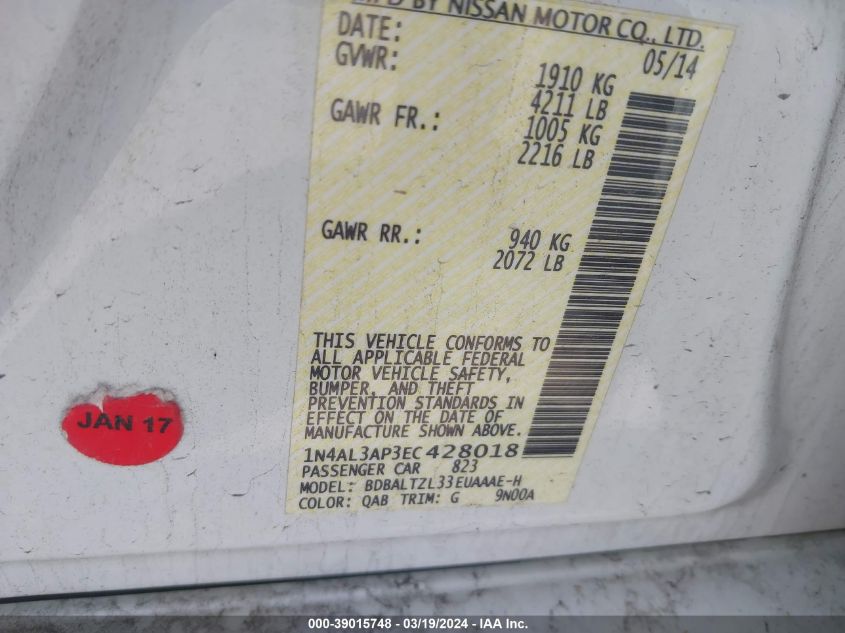 MFD BY NISSAN MOTOR CO., LTD.
DATE: 05/14
GVWR: 1910 KG
4211 LB
GAWR FR.: 1005 KG
2216 LB
GAWR RR.: 940 KG
2072 LB
THIS VEHICLE CONFORMS TO
ALL APPLICABLE FEDERAL
MOTOR VEHICLE SAFETY,
BUMPER, AND THEFT
PREVENTION STANDARDS IN
EFFECT ON THE DATE OF
MANUFACTURE SHOWN ABOVE.
1N4AL3AP3EC428018
PASSENGER CAR 823
MODEL: BDBALTZL33EUAAAE-H
COLOR: QAB TRIM: G 9N00A
JAN 17
000-39015748 - 03/19/2024 - IAA Inc.